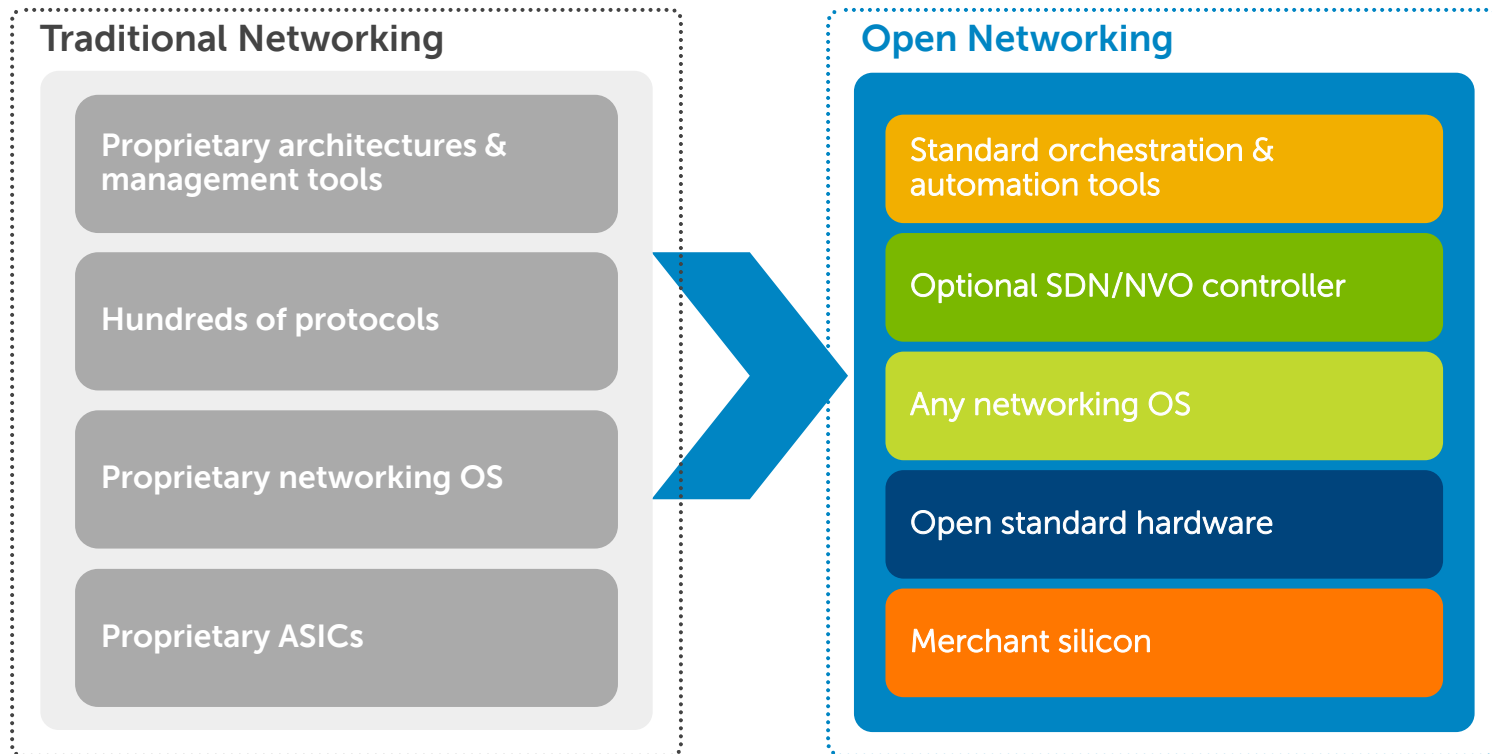 Traditional Networking
Proprietary architectures &
management tools
Hundreds of protocols
Proprietary networking OS
Proprietary ASICs
Open Networking
Standard orchestration &
automation tools
Optional SDN/NVO controller
Any networking OS
Open standard hardware
Merchant silicon